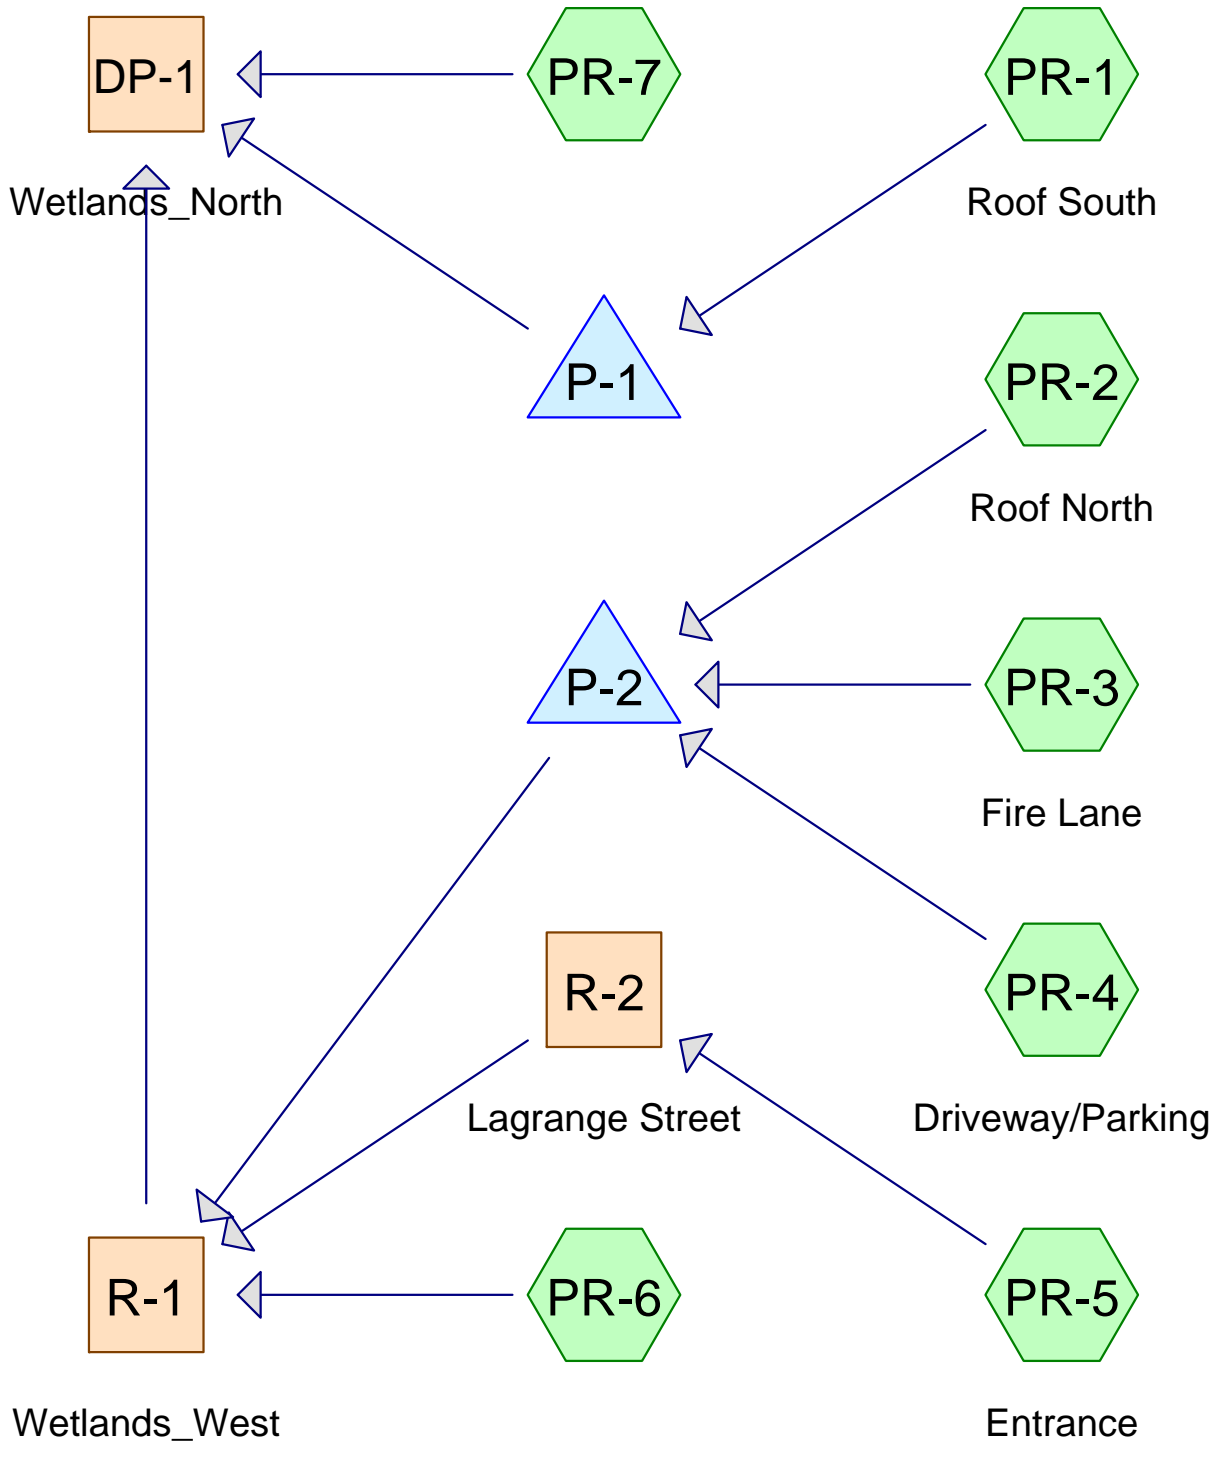 DP-1
PR-7
PR-1
Wetlands_North
Roof South
P-1
PR-2
Roof North
P-2
PR-3
Fire Lane
R-2
PR-4
Lagrange Street
Driveway/Parking
R-1
PR-6
PR-5
Wetlands_West
Entrance